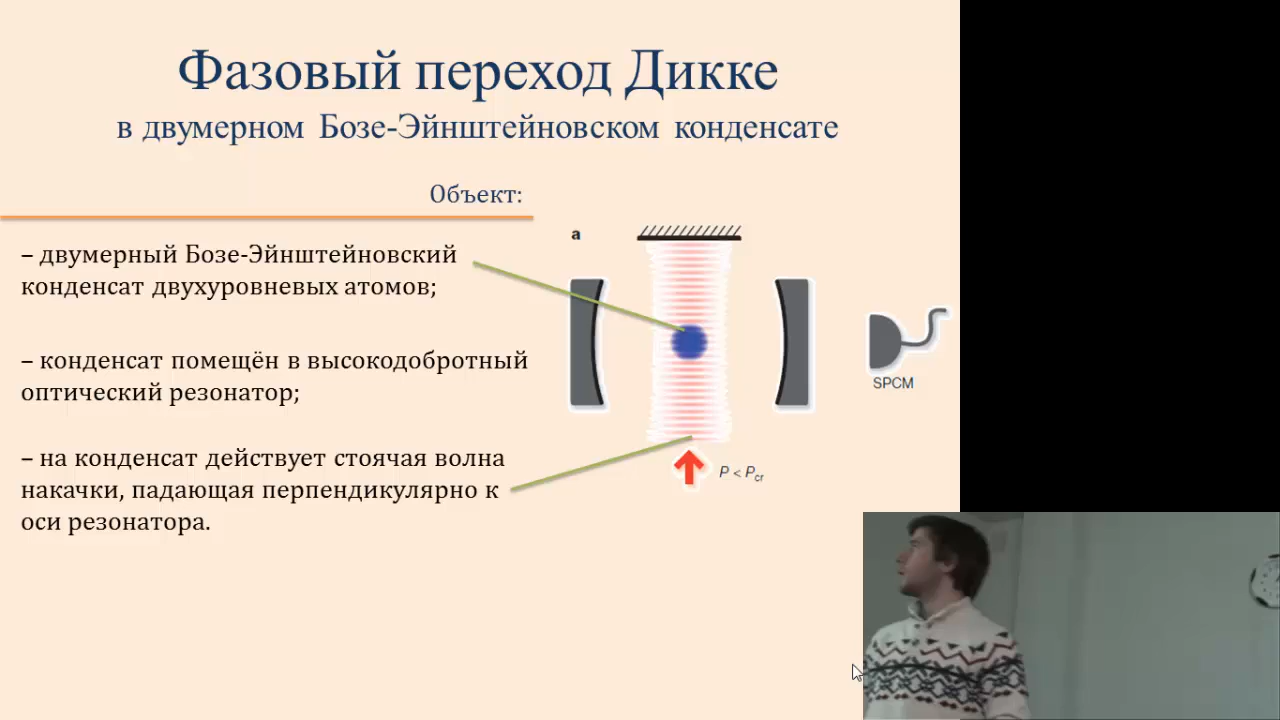 Фазовый переход Дикке
в двумерном Бозе-Эйнштейновском конденсате
Объект:
– двумерный Бозе-Эйнштейновский
конденсат двухуровневых атомов;
– конденсат помещён в высокодобротный
оптический резонатор;
– на конденсат действует стоячая волна
накачки, падающая перпендикулярно к
оси резонатора.
a
SPCM
P < Pcr